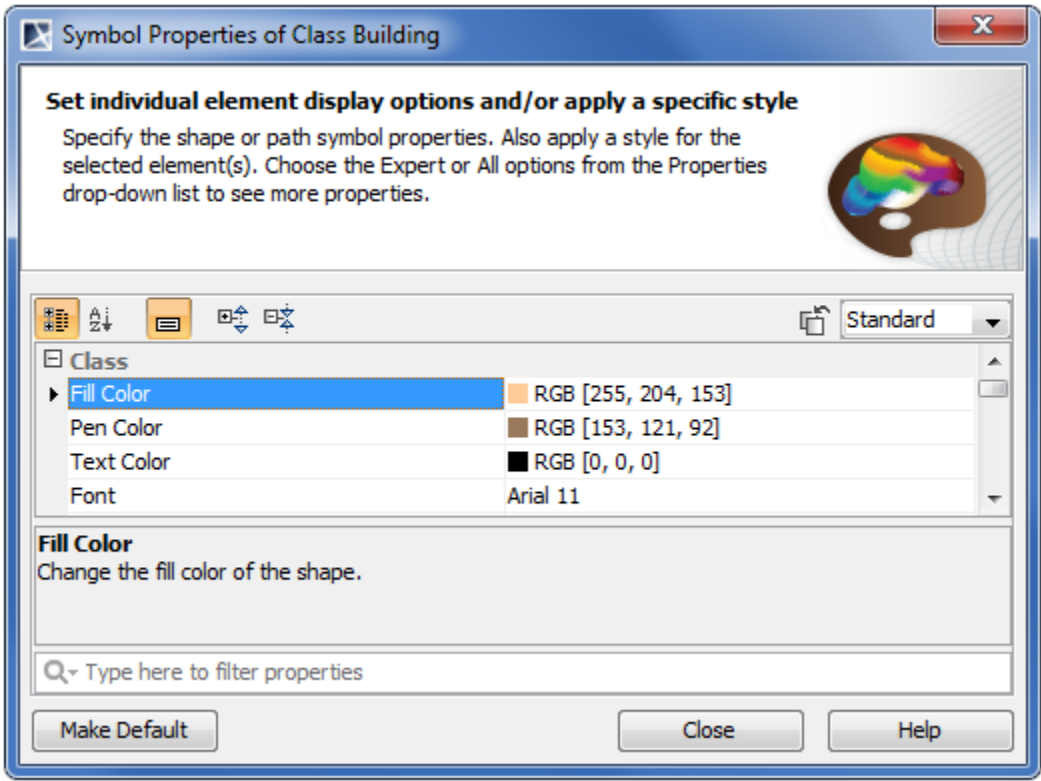 Symbol Properties of Class Building
Set individual element display options and/or apply a specific style
Specify the shape or path symbol properties. Also apply a style for the
selected element(s). Choose the Expert or All options from the Properties
drop-down list to see more properties.
Standard
Class
Fill Color RGB [255, 204, 153]
Pen Color RGB [153, 121, 92]
Text Color RGB [0, 0, 0]
Font Arial 11
Fill Color
Change the fill color of the shape.
Type here to filter properties
Make Default Close Help